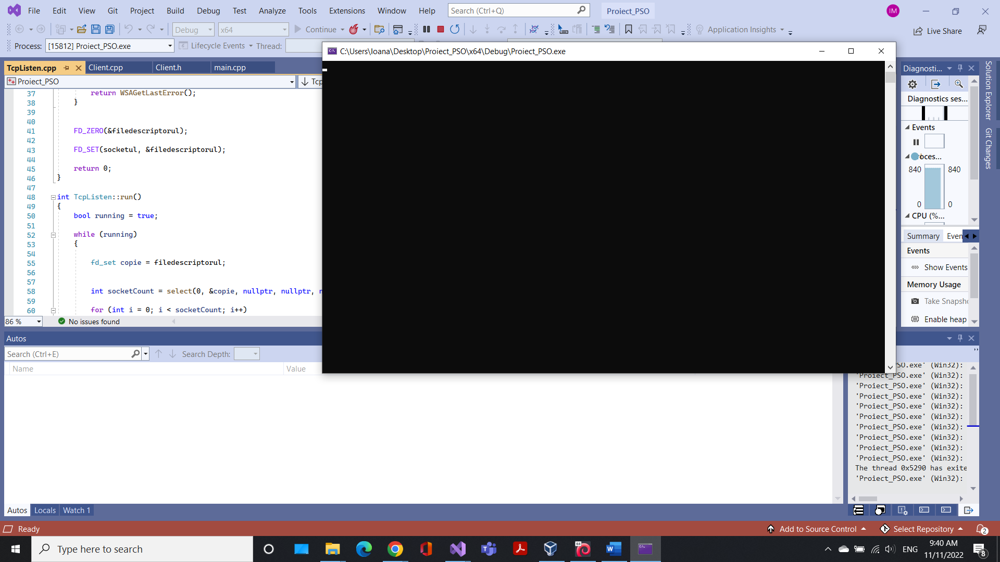 File Edit View Git Project Build Debug Test Analyze Tools Extensions Window Help Search (Ctrl+Q) Proiect_PSO IM
Debug x64 Continue Application Insights Live Share
Process: [15812] Proiect_PSO.exe Lifecycle Events Thread:
C:\Users\Ioana\Desktop\Proiect_PSO\x64\Debug\Proiect_PSO.exe
TcpListen.cpp Client.cpp Client.h main.cpp
Proiect_PSO Tcp
37 return WSAGetLastError();
38 }
39
40
41 FD_ZERO(&filedescriptorul);
42
43 FD_SET(socketul, &filedescriptorul);
44
45 return 0;
46 }
47
48 int TcpListen::run()
49 {
50 bool running = true;
51
52 while (running)
53 {
54
55 fd_set copie = filedescriptorul;
56
57
58 int socketCount = select(0, &copie, nullptr, nullptr, n
59
60 for (int i = 0; i < socketCount; i++)
86 % No issues found
Diagnosti...
Diagnostics ses...
Events
roces...
840 840
0 0
CPU (%...
Summary Even
Events
Show Events
Memory Usage
Take Snapsh
Enable heap
Solution Explorer
Git Changes
Autos
Search (Ctrl+E) Search Depth:
Name Value
SO.exe' (Win32):
'Proiect_PSO.exe' (Win32):
'Proiect_PSO.exe' (Win32):
'Proiect_PSO.exe' (Win32):
'Proiect_PSO.exe' (Win32):
'Proiect_PSO.exe' (Win32):
'Proiect_PSO.exe' (Win32):
'Proiect_PSO.exe' (Win32):
'Proiect_PSO.exe' (Win32):
'Proiect_PSO.exe' (Win32):
The thread 0x5290 has exite
'Proiect_PSO.exe' (Win32):
Autos Locals Watch 1
Ready Add to Source Control Select Repository 2
Type here to search 64 ENG 9:40 AM
11/11/2022 8